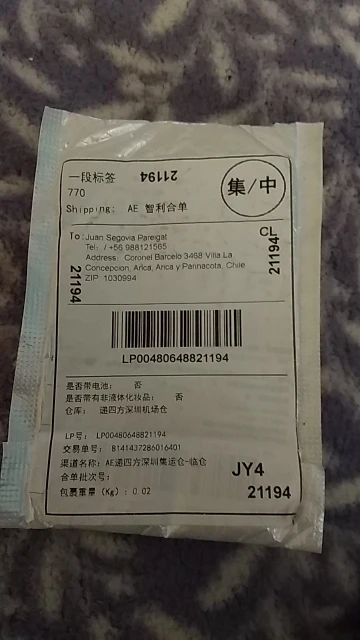 一段标签 21194
770
集/中
Shipping: AE 智利合单
To: Juan Segovia Pareigat
CL
Tel: / +56 988121565
Address: Coronel Barcelo 3468 Villa La
Concepcion, Arica, Arica y Parinacota, Chile
ZIP 1030994
21194
21194
LP00480648821194
是否带电池: 否
是否带有非液体化妆品: 否
仓库: 递四方深圳机场仓
LP号: LP00480648821194
交易单号: 8141437286016401
渠道名称: AE递四方深圳集运仓-临仓
合单批次号:
JY4
包裹重量 (Kg): 0.02
21194